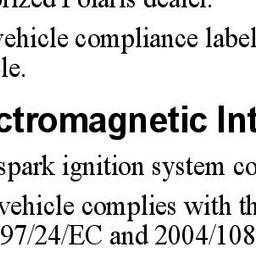 orized Polaris dealer.
vehicle compliance label
le.
ctromagnetic Int
spark ignition system co
vehicle complies with th
97/24/EC and 2004/108